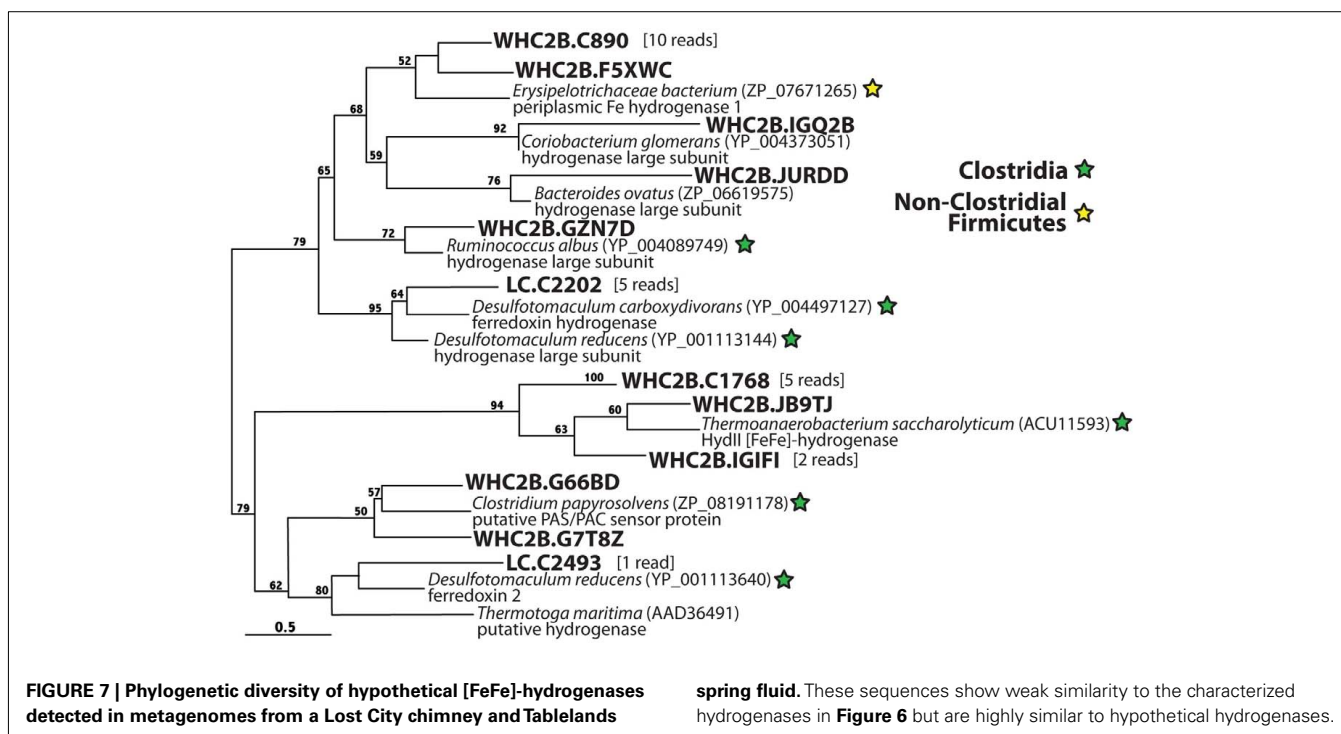 WHC2B.C890 [10 reads]
52
WHC2B.F5XWC
Erysipelotrichaceae bacterium (ZP_07671265)
periplasmic Fe hydrogenase 1
68
92
WHC2B.IGQ2B
Coriobacterium glomerans (YP_004373051)
hydrogenase large subunit
59
65
76
WHC2B.JURDD
Bacteroides ovatus (ZP_06619575)
hydrogenase large subunit
Clostridia
Non-Clostridial
Firmicutes
72
WHC2B.GZN7D
Ruminococcus albus (YP_004089749)
hydrogenase large subunit
79
LC.C2202 [5 reads]
64
95
Desulfotomaculum carboxydivorans (YP_004497127)
ferredoxin hydrogenase
Desulfotomaculum reducens (YP_001113144)
hydrogenase large subunit
100
WHC2B.C1768 [5 reads]
94
WHC2B.JB9TJ
60
Thermoanaerobacterium saccharolyticum (ACU11593)
HydII [FeFe]-hydrogenase
63
WHC2B.IGIFI [2 reads]
WHC2B.G66BD
57
Clostridium papyrosolvens (ZP_08191178)
putative PAS/PAC sensor protein
50
79
WHC2B.G7T8Z
LC.C2493 [1 read]
62
80
Desulfotomaculum reducens (YP_001113640)
ferredoxin 2
Thermotoga maritima (AAD36491)
putative hydrogenase
0.5
FIGURE 7 | Phylogenetic diversity of hypothetical [FeFe]-hydrogenases
detected in metagenomes from a Lost City chimney and Tablelands
spring fluid. These sequences show weak similarity to the characterized
hydrogenases in Figure 6 but are highly similar to hypothetical hydrogenases.